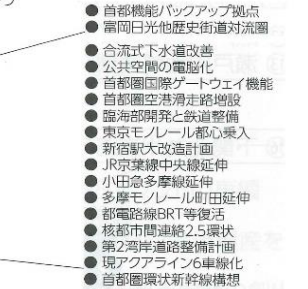 ● 首都機能バックアップ拠点
● 富岡日光他歴史街道対流圏
● 合流式下水道改善
● 公共空間の電脳化
● 首都圏国際ゲートウェイ機能
● 首都圏空港滑走路増設
● 臨海部開発と鉄道整備
● 東京モノレール都心乗入
● 新宿駅大改造計画
● JR京葉線中央線延伸
● 小田急多摩線延伸
● 多摩モノレール町田延伸
● 都電路線BRT等復活
● 核都市間連絡2.5環状
● 第2湾岸道路整備計画
● 現アクアライン6車線化
● 首都圏環状新幹線構想